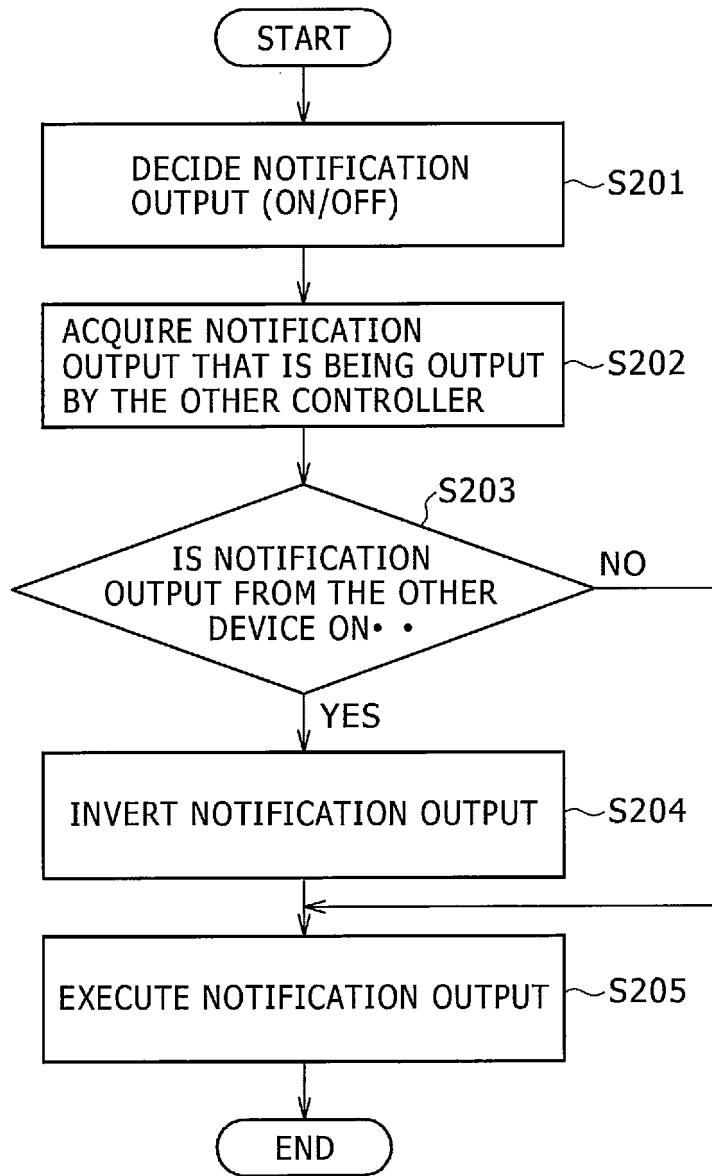 START
DECIDE NOTIFICATION
OUTPUT (ON/OFF)
S201
ACQUIRE NOTIFICATION
OUTPUT THAT IS BEING OUTPUT
BY THE OTHER CONTROLLER
S202
S203
IS NOTIFICATION
OUTPUT FROM THE OTHER
DEVICE ON・・
NO
YES
INVERT NOTIFICATION OUTPUT
S204
EXECUTE NOTIFICATION OUTPUT
S205
END